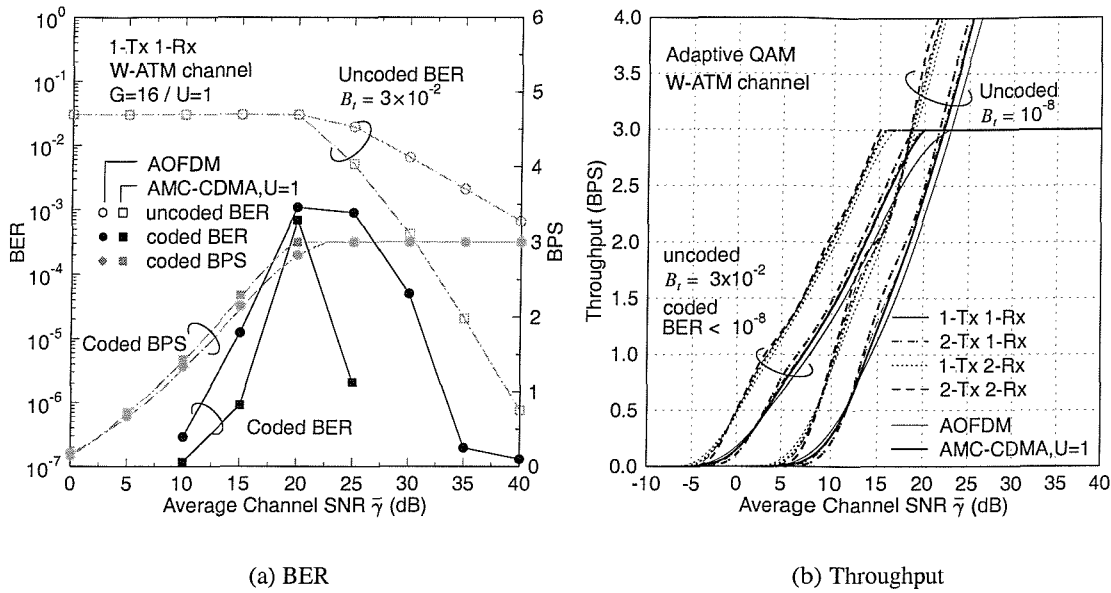 10^0
10^-1
10^-2
10^-3
10^-4
10^-5
10^-6
10^-7
BER
6
5
4
3
2
1
0
BPS
1-Tx 1-Rx
W-ATM channel
G=16 / U=1
Uncoded BER
B_t = 3×10^-2
AOFDM
AMC-CDMA,U=1
uncoded BER
coded BER
coded BPS
Coded BPS
Coded BER
0 5 10 15 20 25 30 35 40
Average Channel SNR γ̄ (dB)
(a) BER
4.0
3.5
3.0
2.5
2.0
1.5
1.0
0.5
0.0
Throughput (BPS)
Adaptive QAM
W-ATM channel
Uncoded
B_t = 10^-8
uncoded
B_t = 3x10^-2
coded
BER < 10^-8
1-Tx 1-Rx
2-Tx 1-Rx
1-Tx 2-Rx
2-Tx 2-Rx
AOFDM
AMC-CDMA,U=1
-10 -5 0 5 10 15 20 25 30 35 40
Average Channel SNR γ̄ (dB)
(b) Throughput